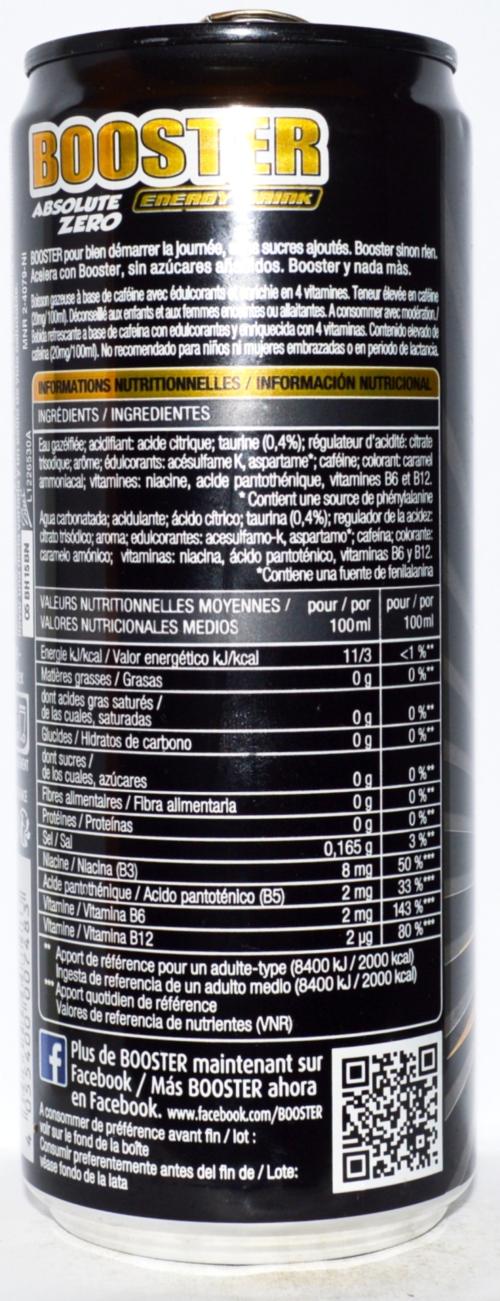 BOOSTER
ABSOLUTE ZERO
ENERGY DRINK
BOOSTER pour bien démarrer la journée, sucres ajoutés. Booster sinon rien.
Acelera con Booster, sin azúcares añadidos. Booster y nada màs.
Boisson gazeuse à base de caféine avec édulcorants et enrichie en 4 vitamines. Teneur élevée en caféine
(20mg/100ml). Déconseillé aux enfants et aux femmes enceintes ou allaitantes. A consommer avec modération./
Bebida refrescante a base de cafeína con edulcorantes y enriquecida con 4 vitaminas. Contenido elevado de
cafeína (20mg/100ml). No recomendado para niños ni mujeres embrazadas o en periodo de lactancia.
INFORMATIONS NUTRITIONNELLES / INFORMACIÓN NUTRICIONAL
INGRÉDIENTS / INGREDIENTES
Eau gazéifiée; acidifiant: acide citrique; taurine (0,4%); régulateur d'acidité: citrate
trisodique; arôme; édulcorants: acésulfame K, aspartame*; caféine; colorant: caramel
ammoniacal; vitamines: niacine, acide pantothénique, vitamines B6 et B12.
* Contient une source de phénylalanine
Agua carbonatada; acidulante; ácido cítrico; taurina (0,4%); regulador de la acidez:
citrato trisódico; aroma; edulcorantes: acesulfamo-k, aspartamo*; cafeína; colorante:
caramelo amónico; vitaminas: niacina, ácido pantoténico, vitaminas B6 y B12.
*Contiene una fuente de fenilalanina
VALEURS NUTRITIONNELLES MOYENNES / VALORES NUTRICIONALES MEDIOS pour / por 100ml pour / por 100ml
Energie kJ/kcal / Valor energético kJ/kcal 11/3 <1 %**
Matières grasses / Grasas 0 g 0 %**
dont acides gras saturés /
de las cuales, saturadas 0 g 0 %**
Glucides / Hidratos de carbono 0 g 0 %**
dont sucres /
de los cuales, azúcares 0 g 0 %**
Fibres alimentaires / Fibra alimentaria 0 g 0 %**
Protéines / Proteínas 0 g 0 %**
Sel / Sal 0,165 g 3 %**
Niacine / Niacina (B3) 8 mg 50 %***
Acide pantothénique / Acido pantoténico (B5) 2 mg 33 %***
Vitamine / Vitamina B6 2 mg 143 %***
Vitamine / Vitamina B12 2 µg 80 %***
** Apport de référence pour un adulte-type (8400 kJ / 2000 kcal)
Ingesta de referencia de un adulto medio (8400 kJ / 2000 kcal)
*** Apport quotidien de référence
Valores de referencia de nutrientes (VNR)
f
Plus de BOOSTER maintenant sur
Facebook / Más BOOSTER ahora
en Facebook. www.facebook.com/BOOSTER
A consommer de préférence avant fin / lot :
voir sur le fond de la boîte
Consumir preferentemente antes del fin de / Lote:
véase fondo de la lata
MNR 2-4079-NI
L1226530A